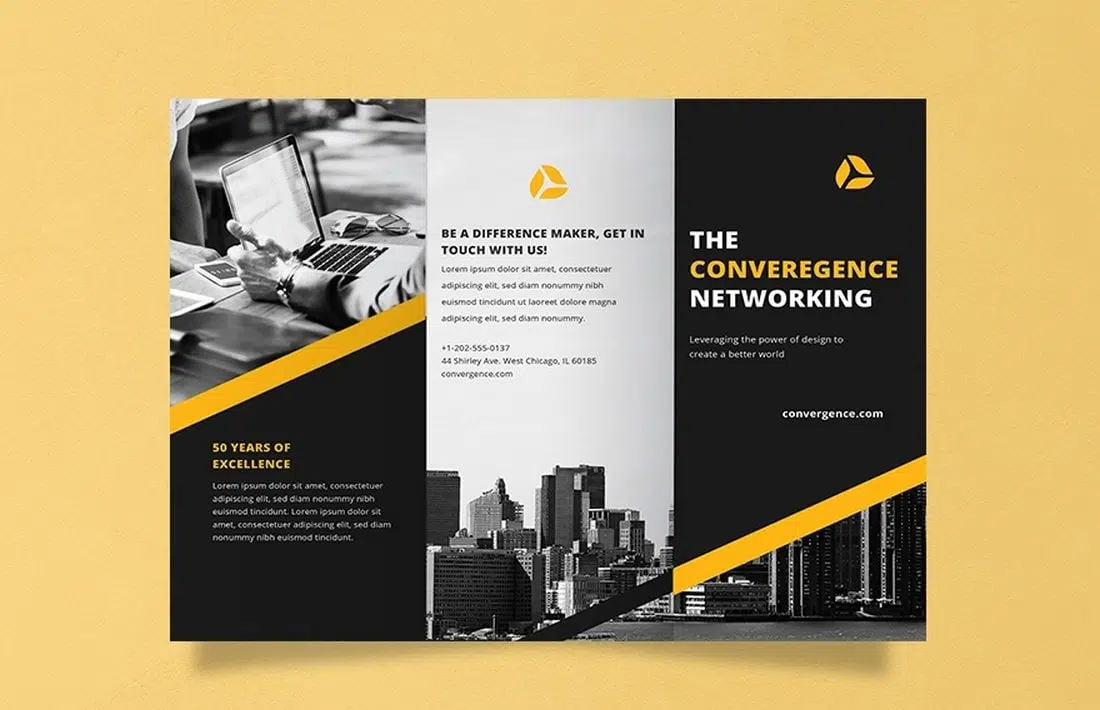 BE A DIFFERENCE MAKER, GET IN
TOUCH WITH US!
Lorem ipsum dolor sit amet, consectetuer
adipiscing elit, sed diam nonummy nibh
euismod tincidunt ut laoreet dolore magna
adipiscing elit, sed diam nonummy.
+1-202-555-0137
44 Shirley Ave. West Chicago, IL 60185
convergence.com
50 YEARS OF
EXCELLENCE
Lorem ipsum dolor sit amet, consectetuer
adipiscing elit, sed diam nonummy nibh
euismod tincidunt. Lorem ipsum dolor sit
amet, consectetuer adipiscing elit, sed diam
nonummy nibh euismod tincidunt.
THE
CONVEREGENCE
NETWORKING
Leveraging the power of design to
create a better world
convergence.com